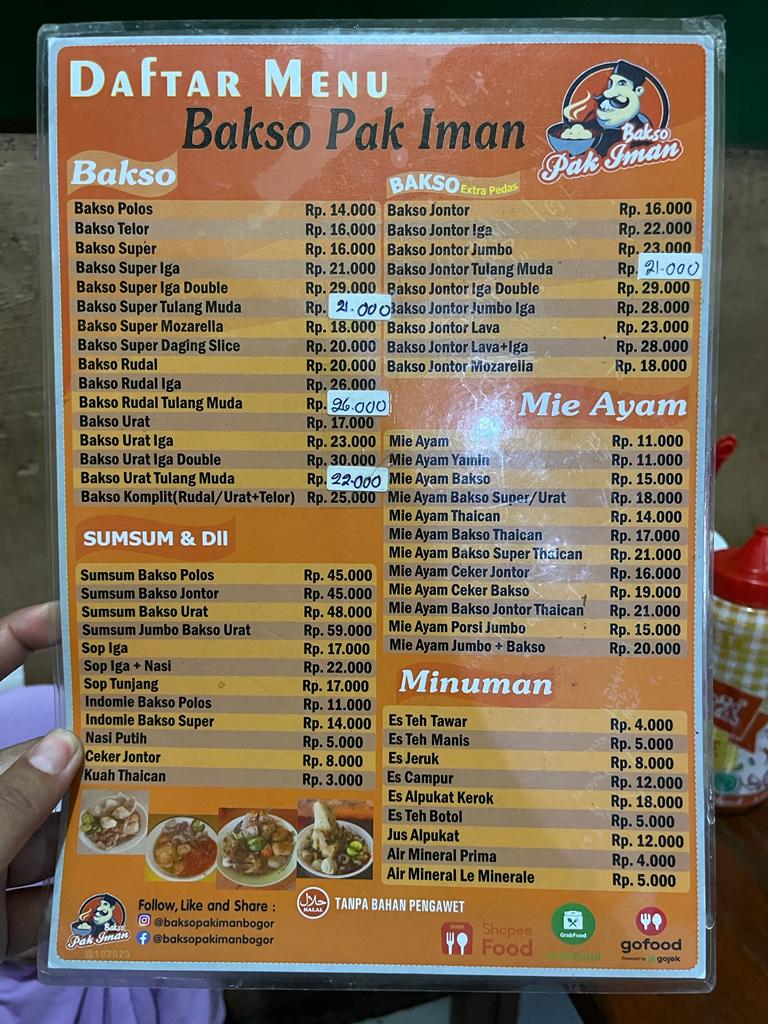 DAFTAR MENU
Bakso Pak Iman
Bakso
Pak Iman
Bakso
Bakso Polos Rp. 14.000
Bakso Telor Rp. 16.000
Bakso Super Rp. 16.000
Bakso Super Iga Rp. 21.000
Bakso Super Iga Double Rp. 29.000
Bakso Super Tulang Muda Rp. 21.000
Bakso Super Mozarella Rp. 18.000
Bakso Super Daging Slice Rp. 20.000
Bakso Rudal Rp. 20.000
Bakso Rudal Iga Rp. 26.000
Bakso Rudal Tulang Muda Rp. 26.000
Bakso Urat Rp. 17.000
Bakso Urat Iga Rp. 23.000
Bakso Urat Iga Double Rp. 30.000
Bakso Urat Tulang Muda Rp. 22.000
Bakso Komplit(Rudal/Urat+Telor) Rp. 25.000
SUMSUM & Dll
Sumsum Bakso Polos Rp. 45.000
Sumsum Bakso Jontor Rp. 45.000
Sumsum Bakso Urat Rp. 48.000
Sumsum Jumbo Bakso Urat Rp. 59.000
Sop Iga Rp. 17.000
Sop Iga + Nasi Rp. 22.000
Sop Tunjang Rp. 17.000
Indomie Bakso Polos Rp. 11.000
Indomie Bakso Super Rp. 14.000
Nasi Putih Rp. 5.000
Ceker Jontor Rp. 8.000
Kuah Thaican Rp. 3.000
BAKSO Extra Pedas
Bakso Jontor Rp. 16.000
Bakso Jontor Iga Rp. 22.000
Bakso Jontor Jumbo Rp. 23.000
Bakso Jontor Tulang Muda Rp. 21.000
Bakso Jontor Iga Double Rp. 29.000
Bakso Jontor Jumbo Iga Rp. 28.000
Bakso Jontor Lava Rp. 23.000
Bakso Jontor Lava+Iga Rp. 28.000
Bakso Jontor Mozarella Rp. 18.000
Mie Ayam
Mie Ayam Rp. 11.000
Mie Ayam Yamin Rp. 11.000
Mie Ayam Bakso Rp. 15.000
Mie Ayam Bakso Super/Urat Rp. 18.000
Mie Ayam Thaican Rp. 14.000
Mie Ayam Bakso Thaican Rp. 17.000
Mie Ayam Bakso Super Thaican Rp. 21.000
Mie Ayam Ceker Jontor Rp. 16.000
Mie Ayam Ceker Bakso Rp. 19.000
Mie Ayam Bakso Jontor Thaican Rp. 21.000
Mie Ayam Porsi Jumbo Rp. 15.000
Mie Ayam Jumbo + Bakso Rp. 20.000
Minuman
Es Teh Tawar Rp. 4.000
Es Teh Manis Rp. 5.000
Es Jeruk Rp. 8.000
Es Campur Rp. 12.000
Es Alpukat Kerok Rp. 18.000
Es Teh Botol Rp. 5.000
Jus Alpukat Rp. 12.000
Air Mineral Prima Rp. 4.000
Air Mineral Le Minerale Rp. 5.000
Bakso
Pak Iman
Follow, Like and Share :
@baksopakimanbogor
@baksopakimanbogor
حلال
HALAL
TANPA BAHAN PENGAWET
Shopee
Food
GrabFood
gofood
Powered by gojek